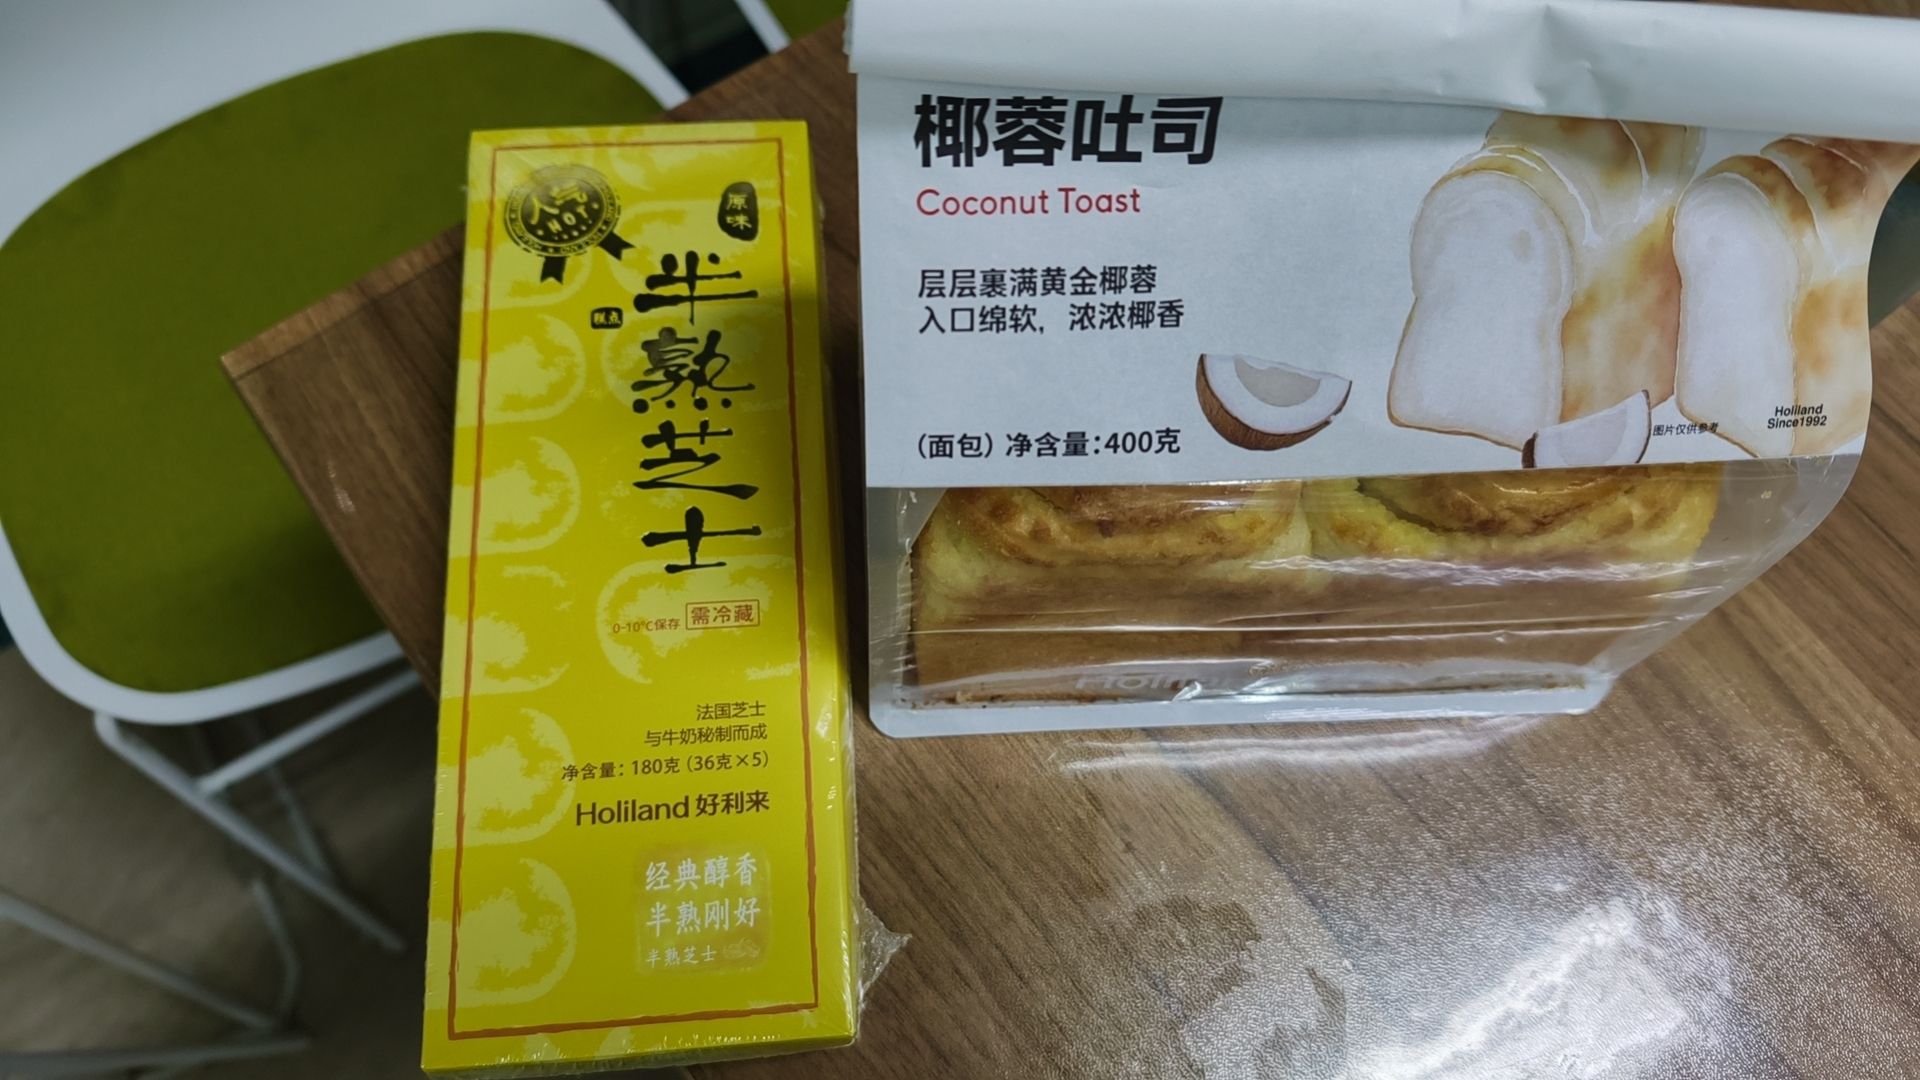 人气
HOT
原味
半熟芝士
糕点
0-10℃保存 需冷藏
法国芝士
与牛奶秘制而成
净含量：180克（36克×5）
Holiland 好利来
经典醇香
半熟刚好
半熟芝士
椰蓉吐司
Coconut Toast
层层裹满黄金椰蓉
入口绵软，浓浓椰香
（面包）净含量：400克
图片仅供参考
Holiland
Since1992